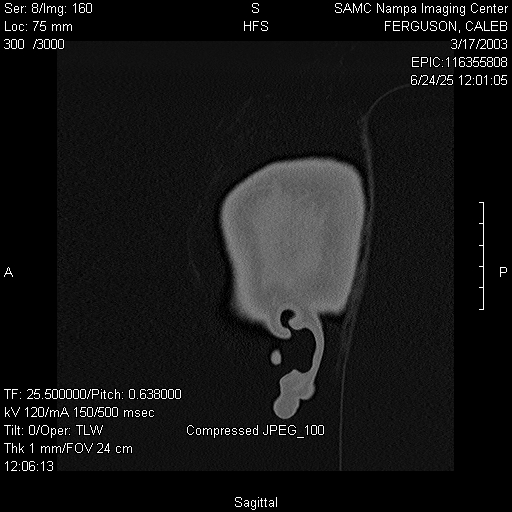 Ser: 8/Img: 160
Loc: 75 mm
300 /3000
S
HFS
SAMC Nampa Imaging Center
FERGUSON, CALEB
3/17/2003
EPIC:116355808
6/24/25 12:01:05
A
P
TF: 25.500000/Pitch: 0.638000
kV 120/mA 150/500 msec
Tilt: 0/Oper: TLW
Thk 1 mm/FOV 24 cm
12:06:13
Compressed JPEG_100
Sagittal